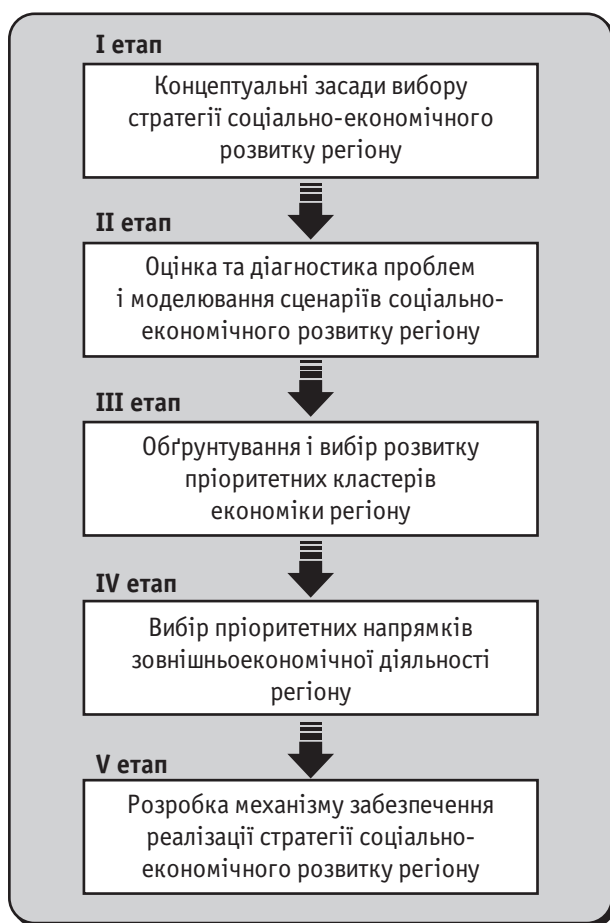 I етап
Концептуальні засади вибору
стратегії соціально-економічного
розвитку регіону
II етап
Оцінка та діагностика проблем
і моделювання сценаріїв соціально-
економічного розвитку регіону
III етап
Обґрунтування і вибір розвитку
пріоритетних кластерів
економіки регіону
IV етап
Вибір пріоритетних напрямків
зовнішньоекономічної діяльності
регіону
V етап
Розробка механізму забезпечення
реалізації стратегії соціально-
економічного розвитку регіону